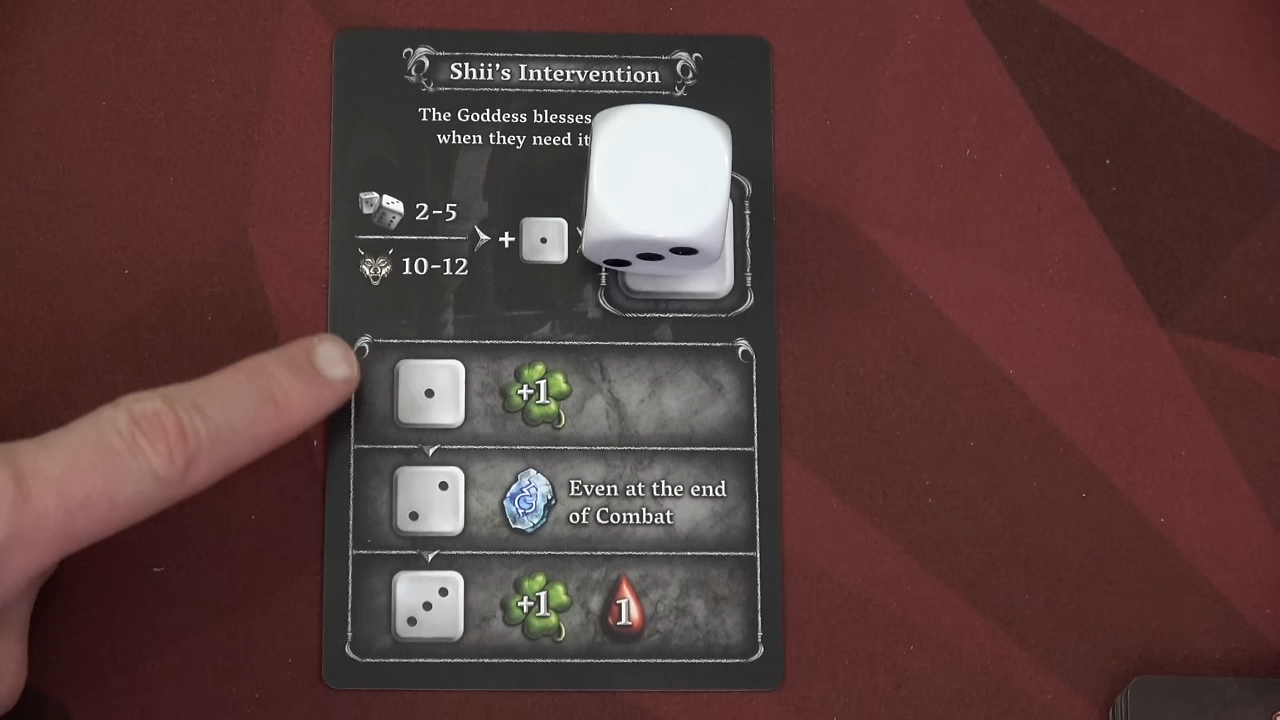 Shii's Intervention
The Goddess blesses
when they need it
2-5
+
10-12
+1
Even at the end
of Combat
+1 1